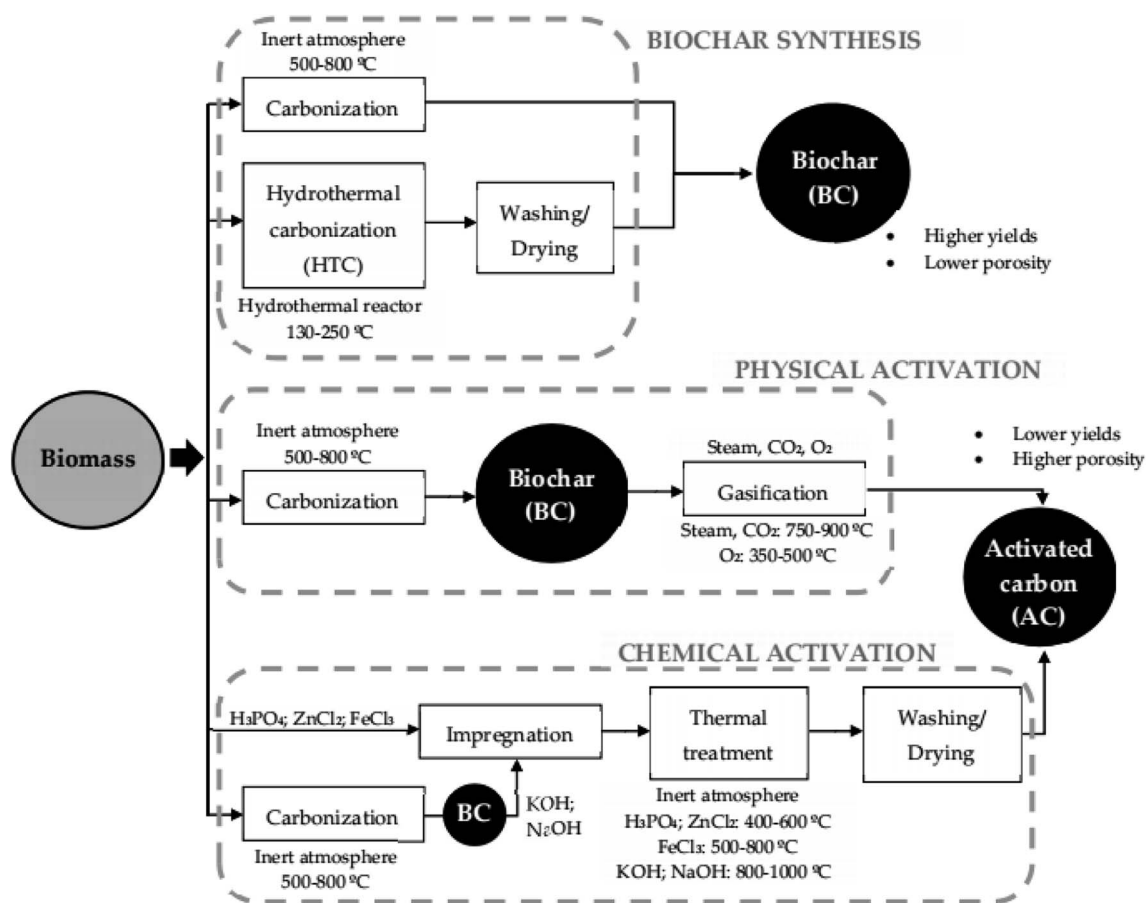 BIOCHAR SYNTHESIS
Inert atmosphere
500-800 ºC
Carbonization
Hydrothermal
carbonization
(HTC)
Hydrothermal reactor
130-250 ºC
Washing/
Drying
Biochar
(BC)
• Higher yields
• Lower porosity
Biomass
PHYSICAL ACTIVATION
Inert atmosphere
500-800 ºC
Carbonization
Biochar
(BC)
Steam, CO₂, O₂
Gasification
Steam, CO₂: 750-900 ºC
O₂: 350-500 ºC
• Lower yields
• Higher porosity
Activated
carbon
(AC)
CHEMICAL ACTIVATION
H₃PO₄; ZnCl₂; FeCl₃
Impregnation
Thermal
treatment
Inert atmosphere
H₃PO₄; ZnCl₂: 400-600 ºC
FeCl₃: 500-800 ºC
KOH; NaOH: 800-1000 ºC
Washing/
Drying
Carbonization
Inert atmosphere
500-800 ºC
BC
KOH;
NaOH